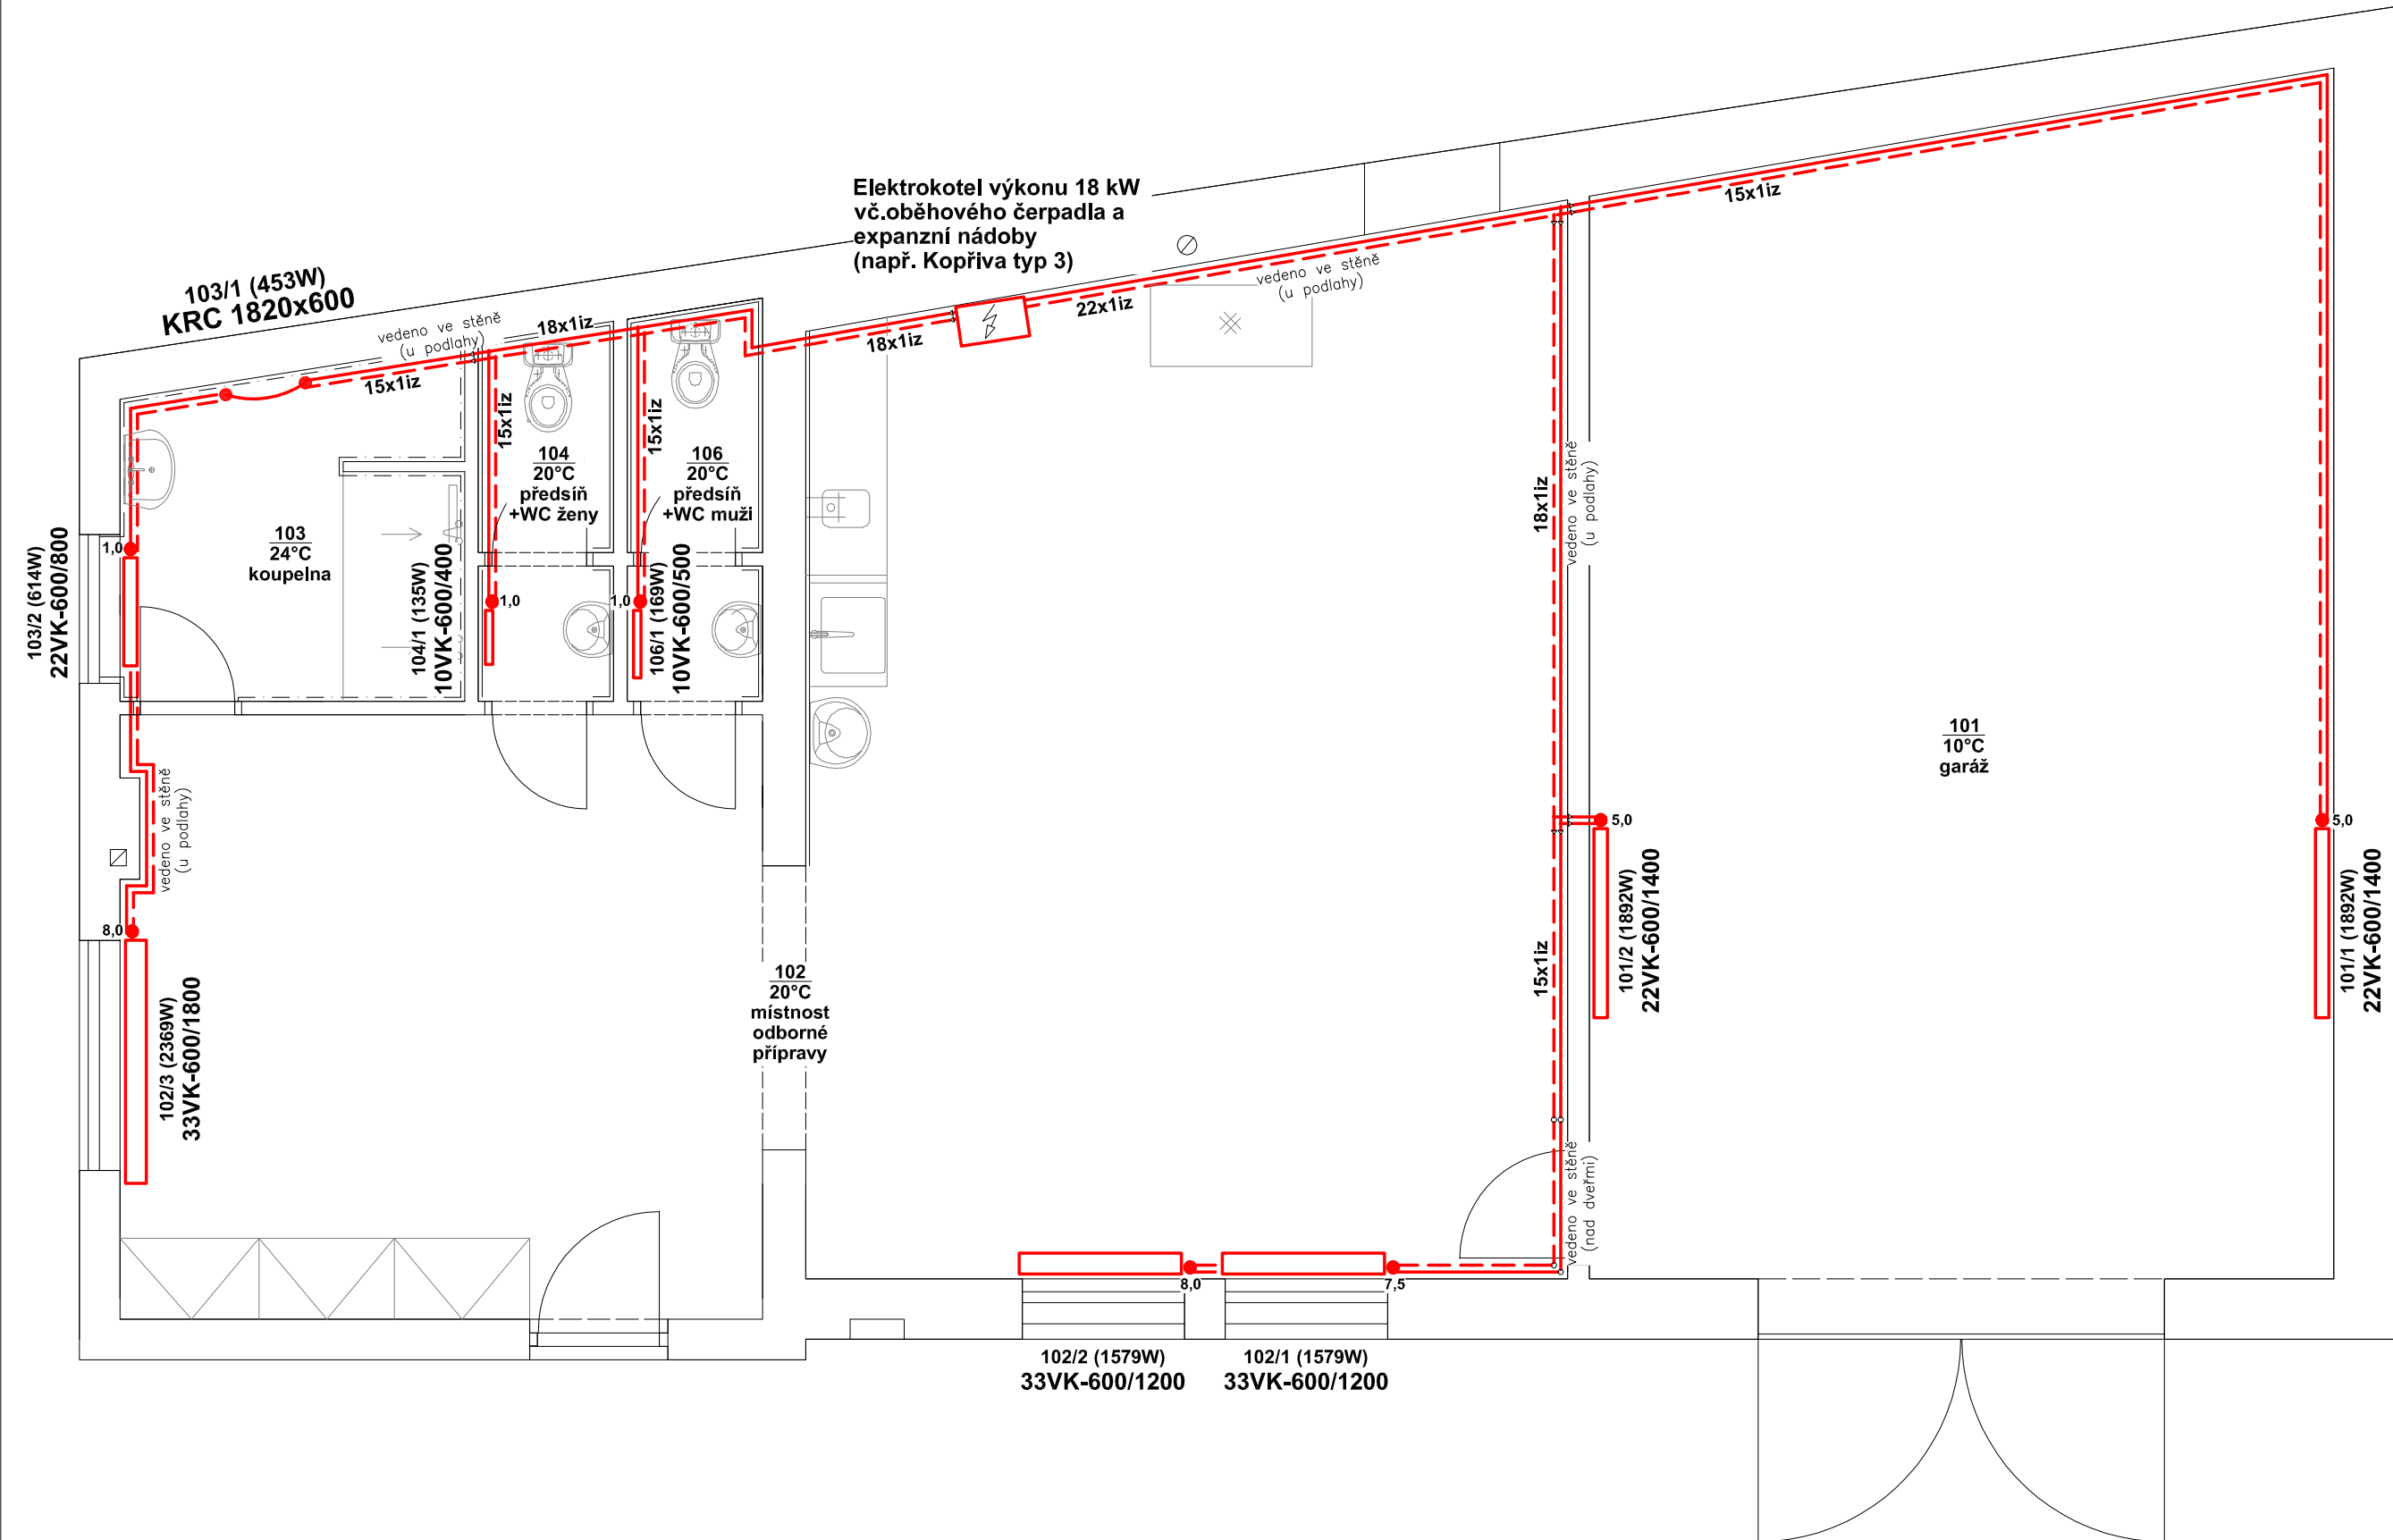 Elektrokotel výkonu 18 kW
vč.oběhového čerpadla a
expanzní nádoby
(např. Kopřiva typ 3)
103/1 (453W)
KRC 1820x600
vedeno ve stěně
(u podlahy)
18x1iz
18x1iz
22x1iz
vedeno ve stěně
(u podlahy)
15x1iz
15x1iz
15x1iz
15x1iz
104
20°C
předsíň
+WC ženy
106
20°C
předsíň
+WC muži
103
24°C
koupelna
103/2 (614W)
22VK-600/800
1,0
104/1 (135W)
10VK-600/400
1,0
106/1 (169W)
10VK-600/500
1,0
18x1iz
vedeno ve stěně
(u podlahy)
101
10°C
garáž
vedeno ve stěně
(u podlahy)
8,0
102/3 (2369W)
33VK-600/1800
102
20°C
místnost
odborné
přípravy
15x1iz
5,0
101/2 (1892W)
22VK-600/1400
5,0
101/1 (1892W)
22VK-600/1400
vedeno ve stěně
(nad dveřmi)
8,0
7,5
102/2 (1579W)
33VK-600/1200
102/1 (1579W)
33VK-600/1200